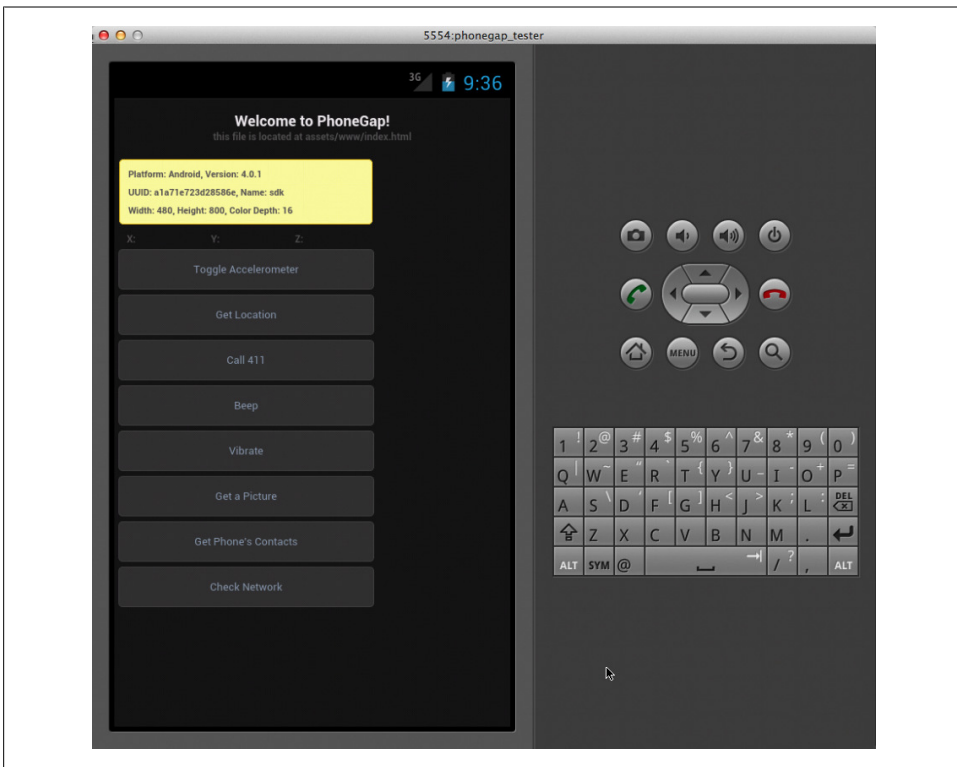 5554:phonegap_tester
3G 9:36
Welcome to PhoneGap!
this file is located at assets/www/index.html
Platform: Android, Version: 4.0.1
UUID: a1a71e723d28586e, Name: sdk
Width: 480, Height: 800, Color Depth: 16
X: Y: Z:
Toggle Accelerometer
Get Location
Call 411
Beep
Vibrate
Get a Picture
Get Phone's Contacts
Check Network
MENU
1 ! 2 @ 3 # 4 $ 5 % 6 ^ 7 & 8 * 9 ( 0 )
Q | W ~ E " R ` T { Y } U - I - O + P =
A S \ D ' F [ G ] H < J > K ; L : DEL
Z X C V B N M .
ALT SYM @ / ? , ALT